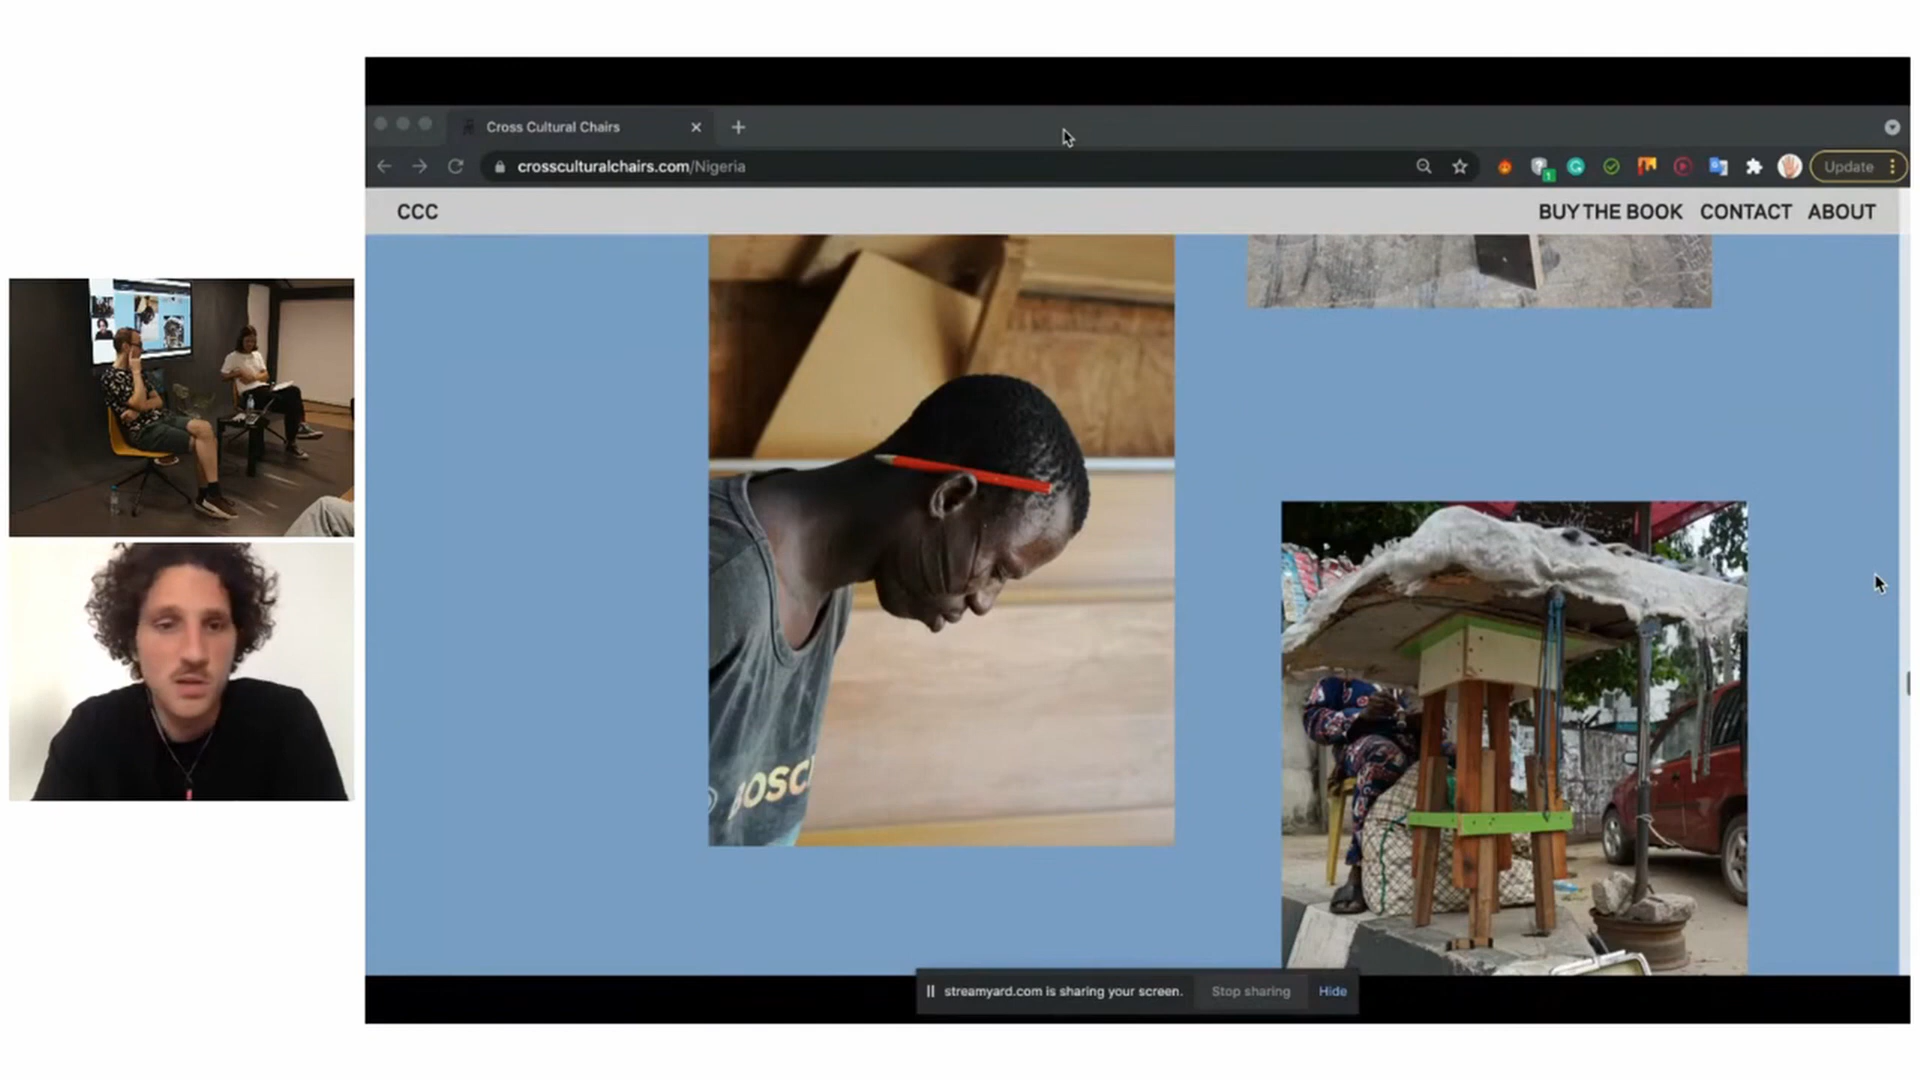 Cross Cultural Chairs
crossculturalchairs.com/Nigeria
Update
CCC
BUY THE BOOK CONTACT ABOUT
BOSC
streamyard.com is sharing your screen. Stop sharing Hide